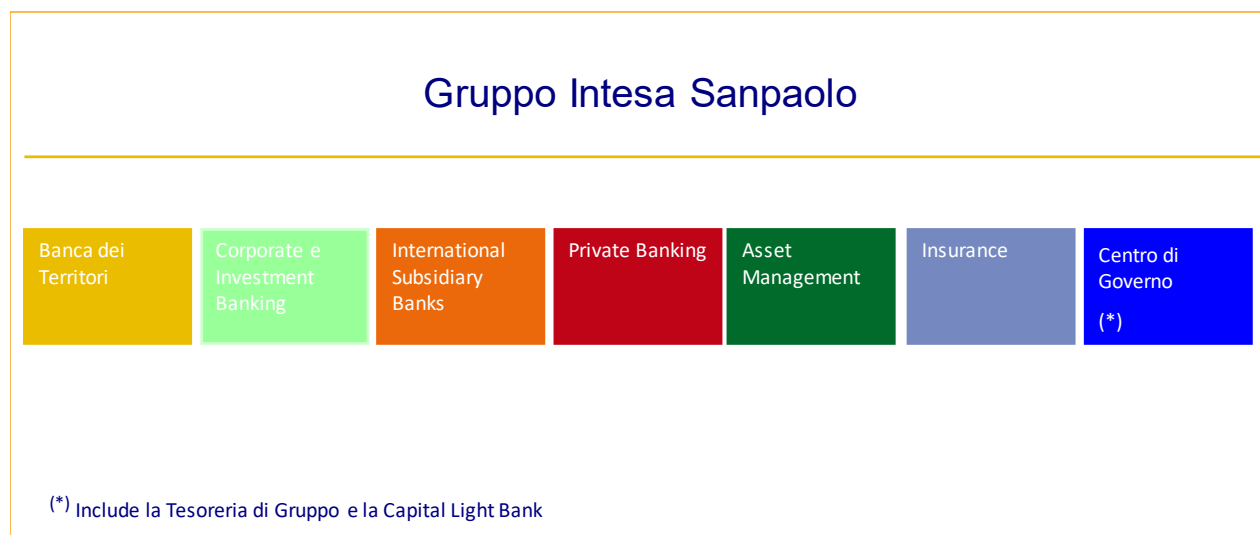 Gruppo Intesa Sanpaolo
Banca dei
Territori
Corporate e
Investment
Banking
International
Subsidiary
Banks
Private Banking
Asset
Management
Insurance
Centro di
Governo
(*)
(*) Include la Tesoreria di Gruppo e la Capital Light Bank